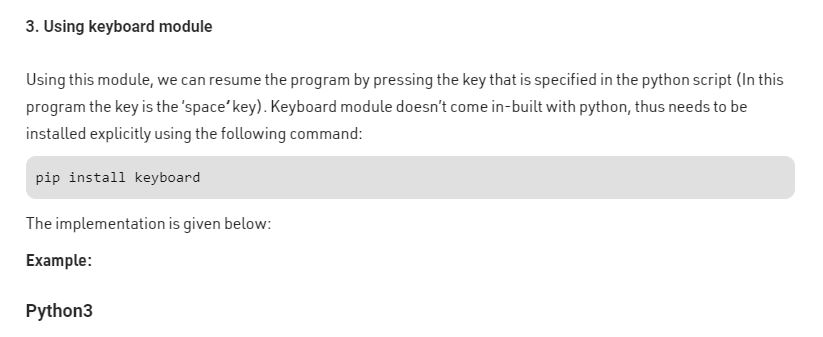 3. Using keyboard module
Using this module, we can resume the program by pressing the key that is specified in the python script (In this
program the key is the 'space' key). Keyboard module doesn't come in-built with python, thus needs to be
installed explicitly using the following command:
pip install keyboard
The implementation is given below:
Example:
Python3